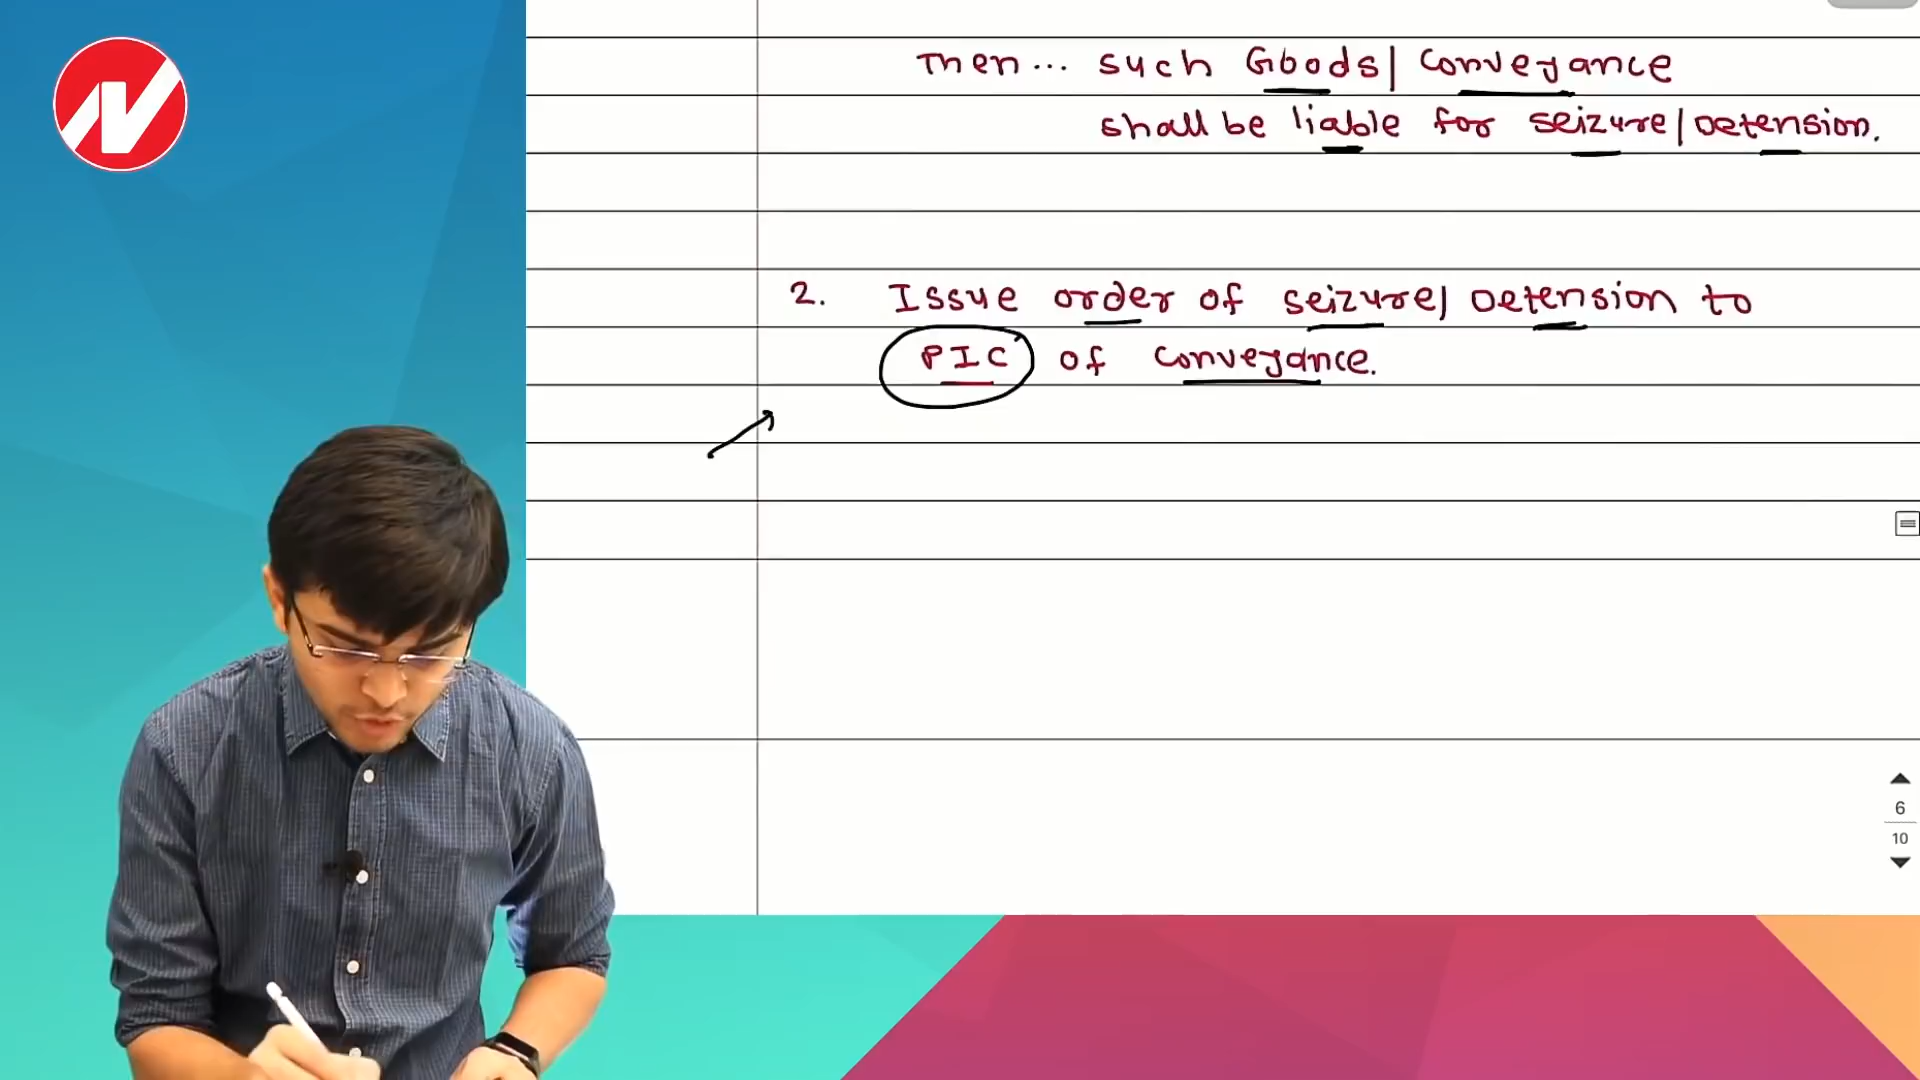 Then... such Goods/Conveyance
shall be liable for seizure/Detension.
2. Issue order of seizure/Detension to
PIC of conveyance.
6
10